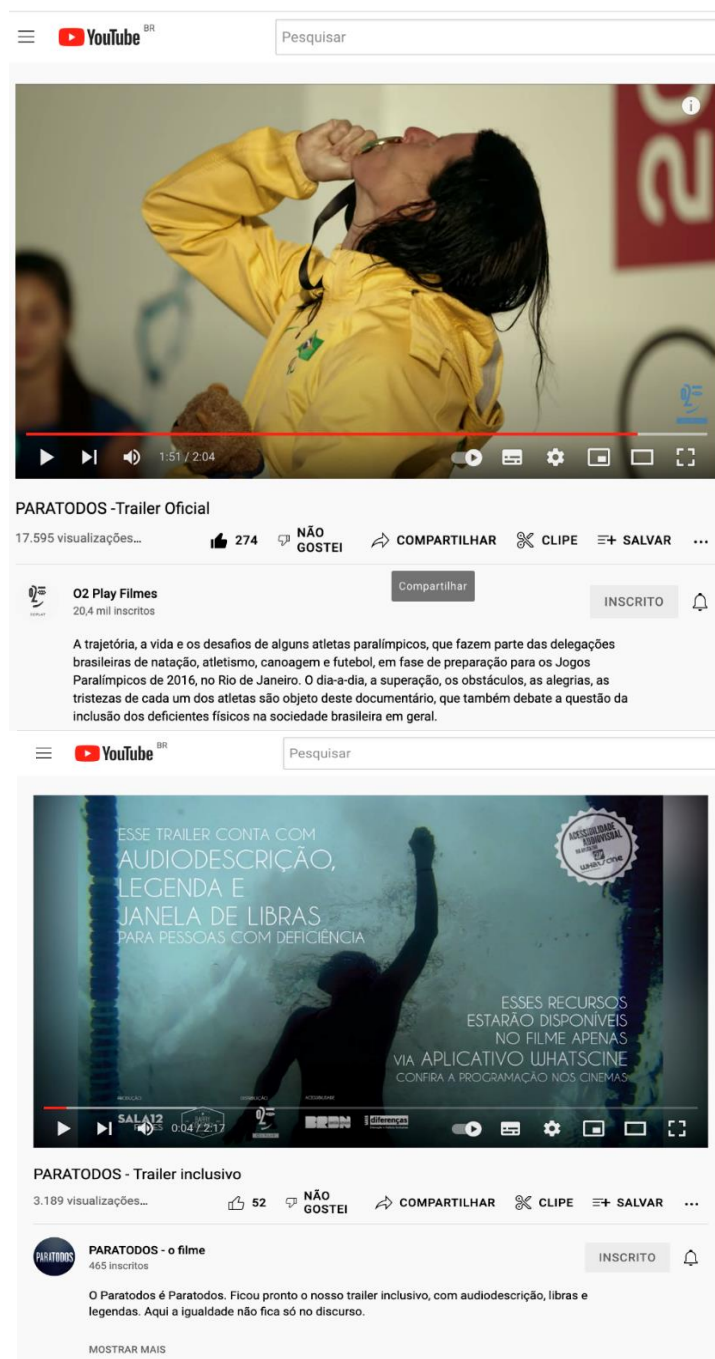 YouTube BR
Pesquisar
20
1:51 / 2:04
PARATODOS -Trailer Oficial
17.595 visualizações...
274
NÃO GOSTEI
COMPARTILHAR
CLIPE
SALVAR
...
Compartilhar
O2 Play Filmes
20,4 mil inscritos
INSCRITO
A trajetória, a vida e os desafios de alguns atletas paralímpicos, que fazem parte das delegações
brasileiras de natação, atletismo, canoagem e futebol, em fase de preparação para os Jogos
Paralímpicos de 2016, no Rio de Janeiro. O dia-a-dia, a superação, os obstáculos, as alegrias, as
tristezas de cada um dos atletas são objeto deste documentário, que também debate a questão da
inclusão dos deficientes físicos na sociedade brasileira em geral.
YouTube BR
Pesquisar
ESSE TRAILER CONTA COM
AUDIODESCRIÇÃO,
LEGENDA E
JANELA DE LIBRAS
PARA PESSOAS COM DEFICIÊNCIA
ACESSIBILIDADE
AUDIOVISUAL
WHATSCINE
ESSES RECURSOS
ESTARÃO DISPONÍVEIS
NO FILME APENAS
VIA APLICATIVO WHATSCINE
CONFIRA A PROGRAMAÇÃO NOS CINEMAS
SALA12
diferenças
0:04 / 2:17
PARATODOS - Trailer inclusivo
3.189 visualizações...
52
NÃO GOSTEI
COMPARTILHAR
CLIPE
SALVAR
...
PARATODOS
PARATODOS - o filme
465 inscritos
INSCRITO
O Paratodos é Paratodos. Ficou pronto o nosso trailer inclusivo, com audiodescrição, libras e
legendas. Aqui a igualdade não fica só no discurso.
MOSTRAR MAIS